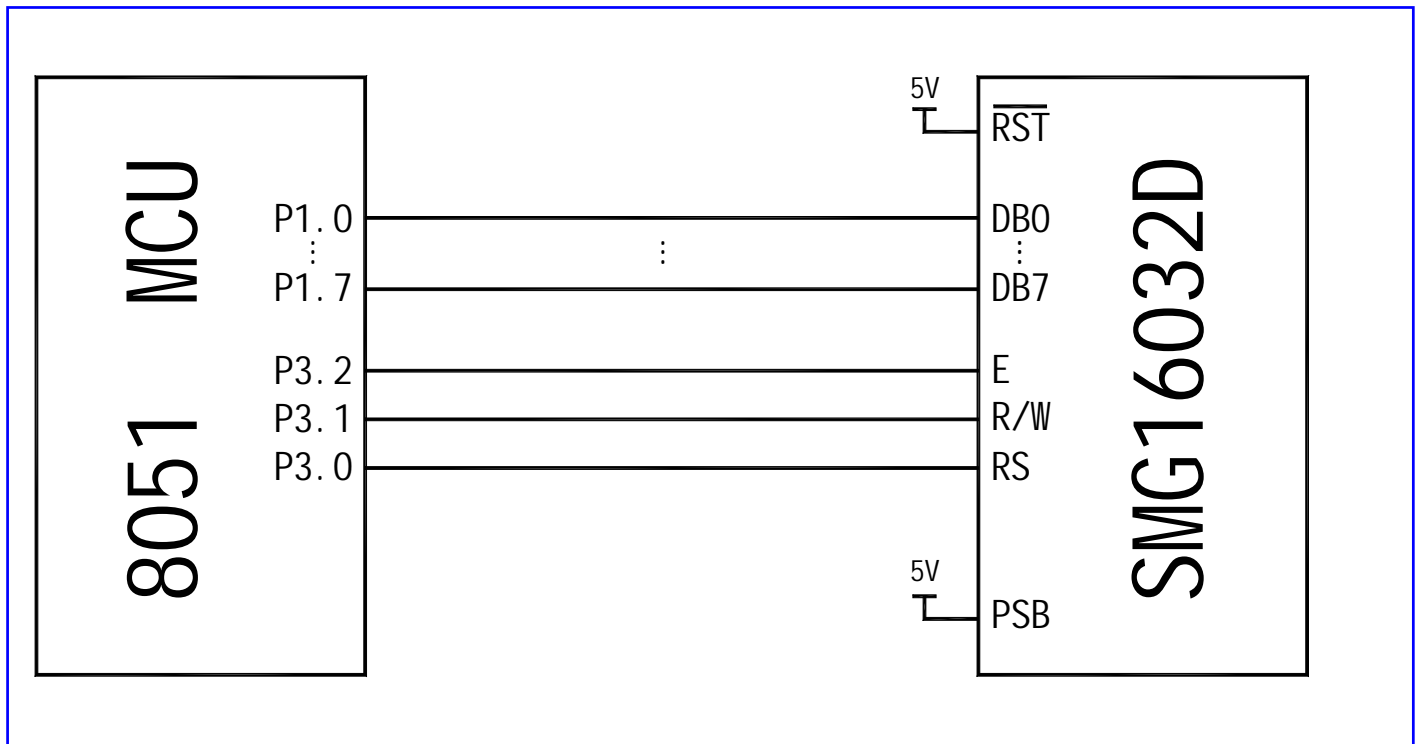 8051 MCU
P1.0
⋮
P1.7
P3.2
P3.1
P3.0
⋮
5V
RST
DB0
⋮
DB7
E
R/W
RS
5V
PSB
SMG16032D